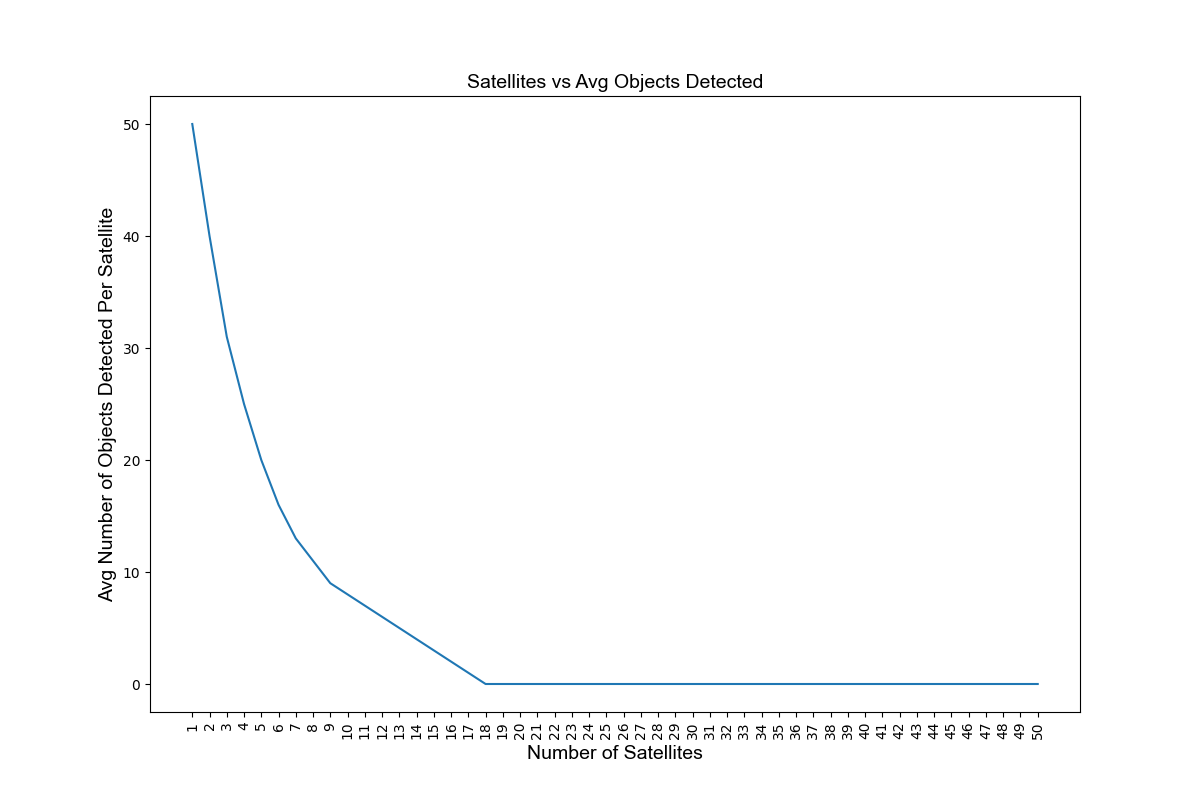 Satellites vs Avg Objects Detected
Avg Number of Objects Detected Per Satellite
50
40
30
20
10
0
1 2 3 4 5 6 7 8 9 10 11 12 13 14 15 16 17 18 19 20 21 22 23 24 25 26 27 28 29 30 31 32 33 34 35 36 37 38 39 40 41 42 43 44 45 46 47 48 49 50
Number of Satellites